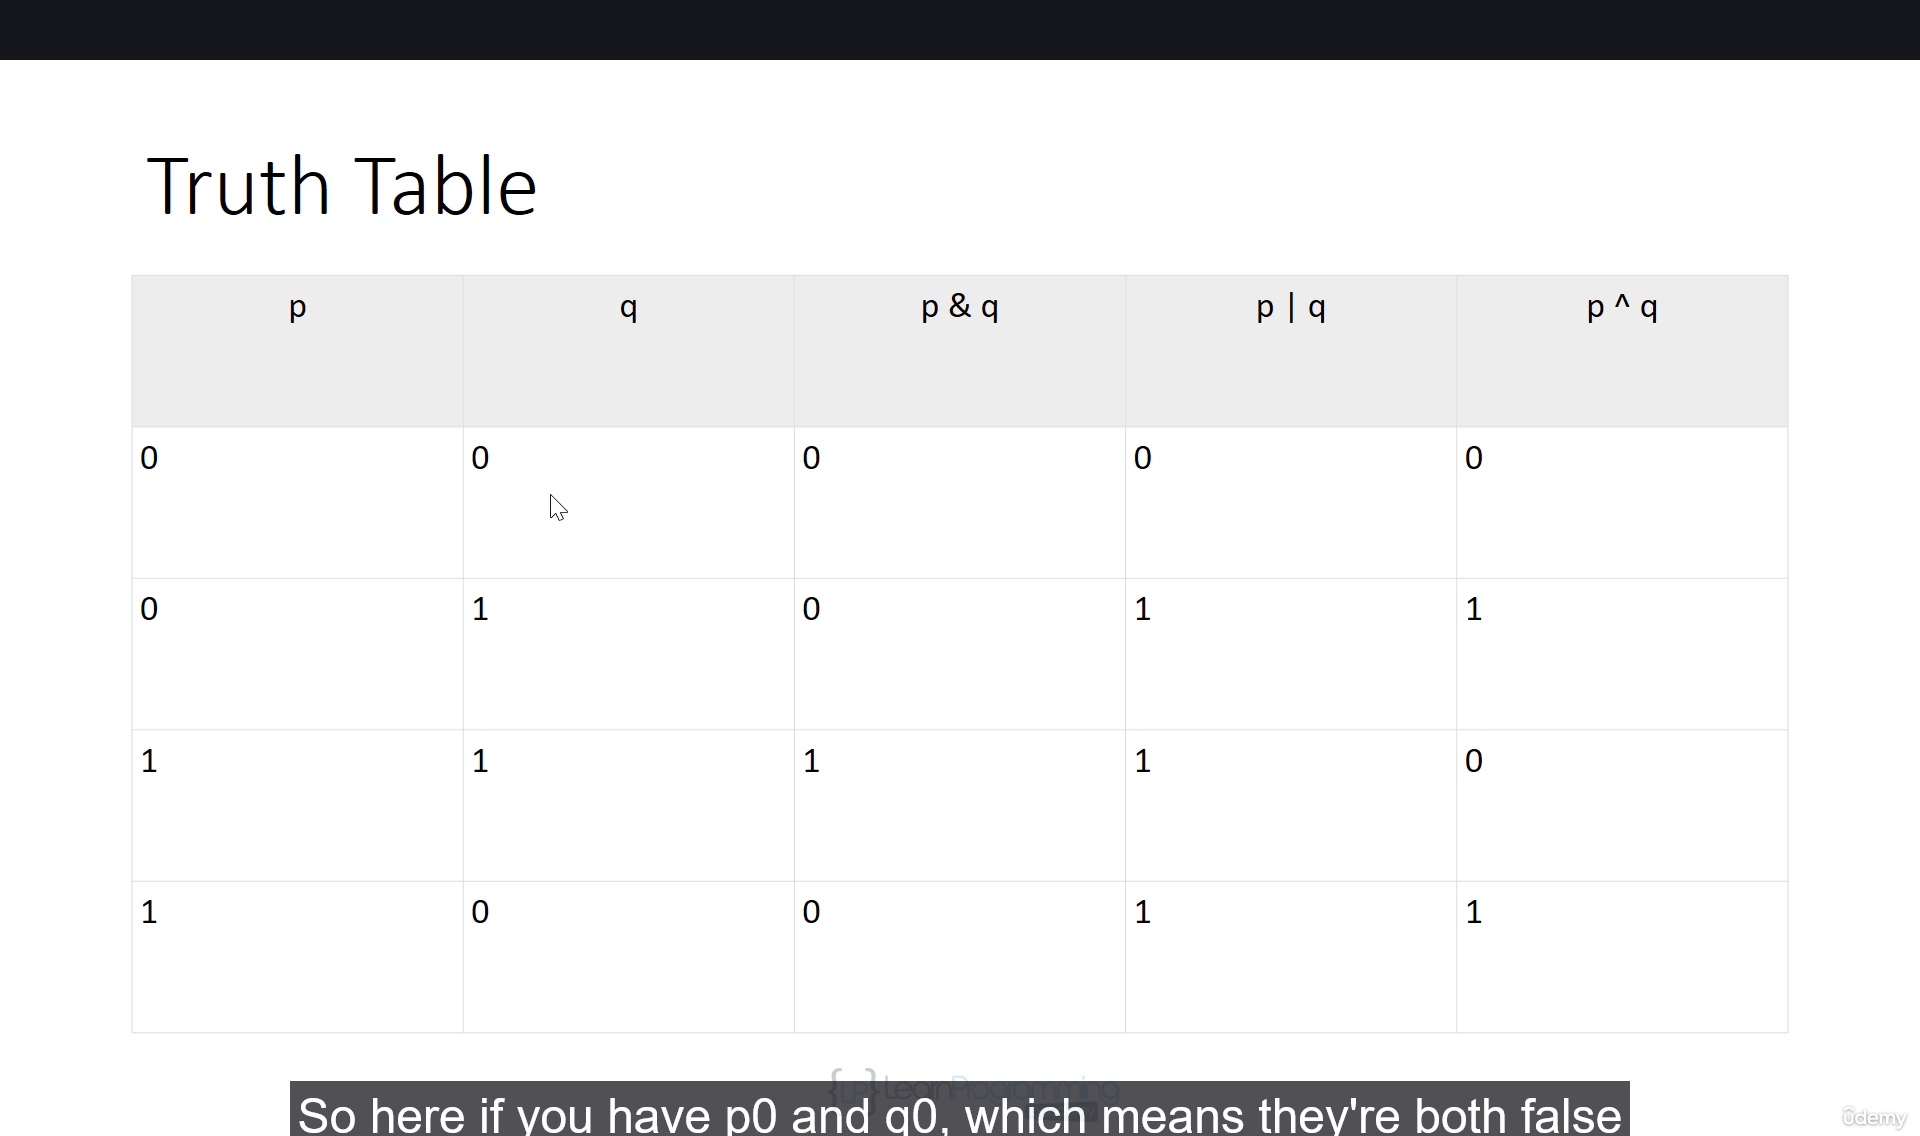 Truth Table
p q p & q p | q p ^ q
0 0 0 0 0
0 1 0 1 1
1 1 1 1 0
1 0 0 1 1
{LP} LearnProgramming
So here if you have p0 and q0, which means they're both false
ûdemy